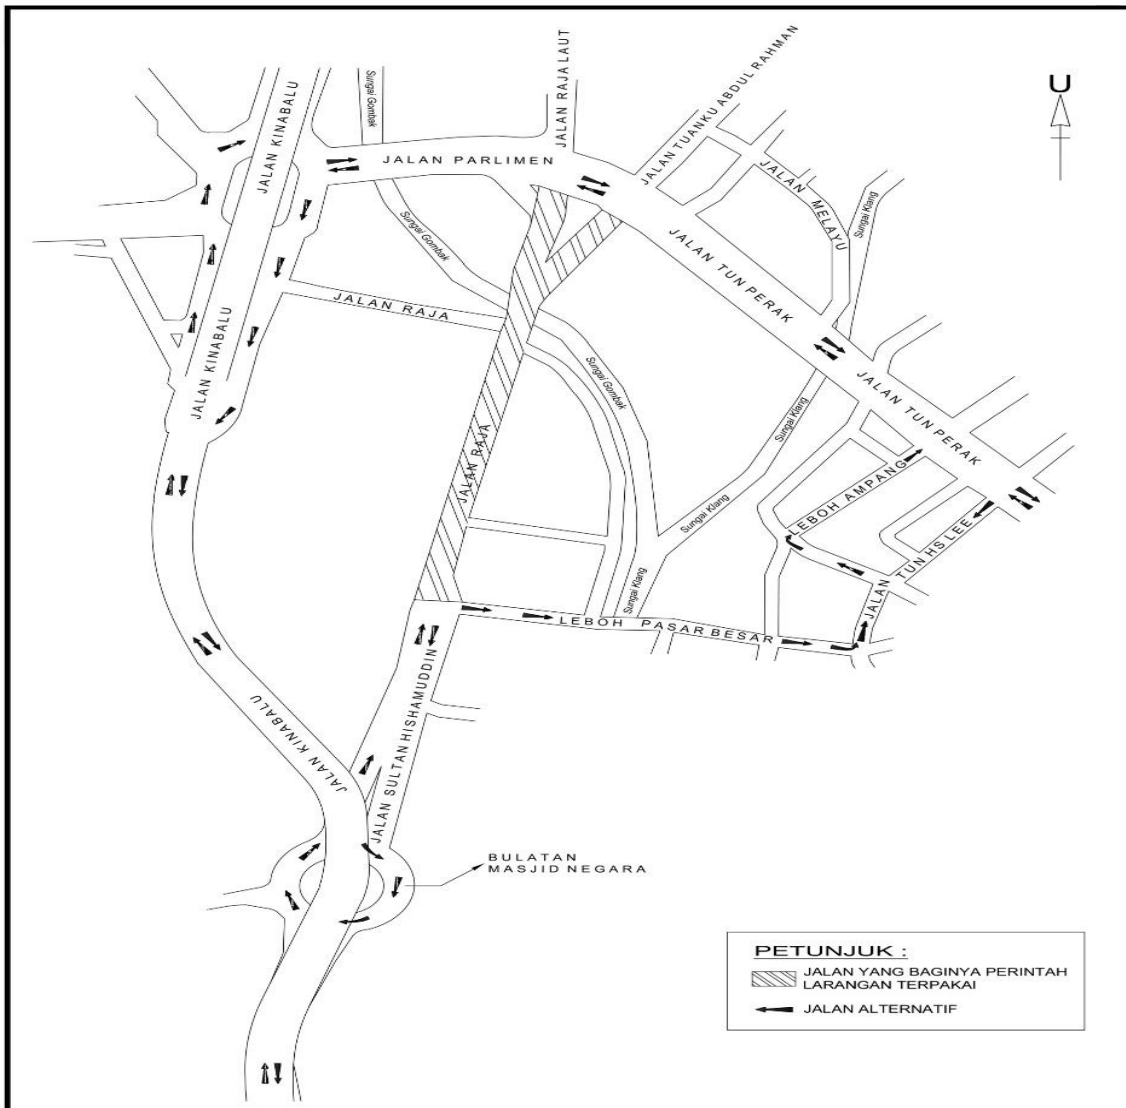 Sungai Gombak
JALAN KINABALU
JALAN RAJA LAUT
JALAN TUANKU ABDUL RAHMAN
U
JALAN PARLIMEN
JALAN MELAYU
Sungai Klang
Sungai Gombak
JALAN TUN PERAK
JALAN RAJA
JALAN KINABALU
Sungai Gombak
JALAN TUN PERAK
Sungai Klang
JALAN RAJA
LEBOH AMPANG
Sungai Klang
JALAN TUN HS LEE
Sungai Klang
LEBOH PASAR BESAR
JALAN SULTAN HISHAMUDDIN
JALAN KINABALU
BULATAN
MASJID NEGARA
PETUNJUK :
JALAN YANG BAGINYA PERINTAH
LARANGAN TERPAKAI
JALAN ALTERNATIF